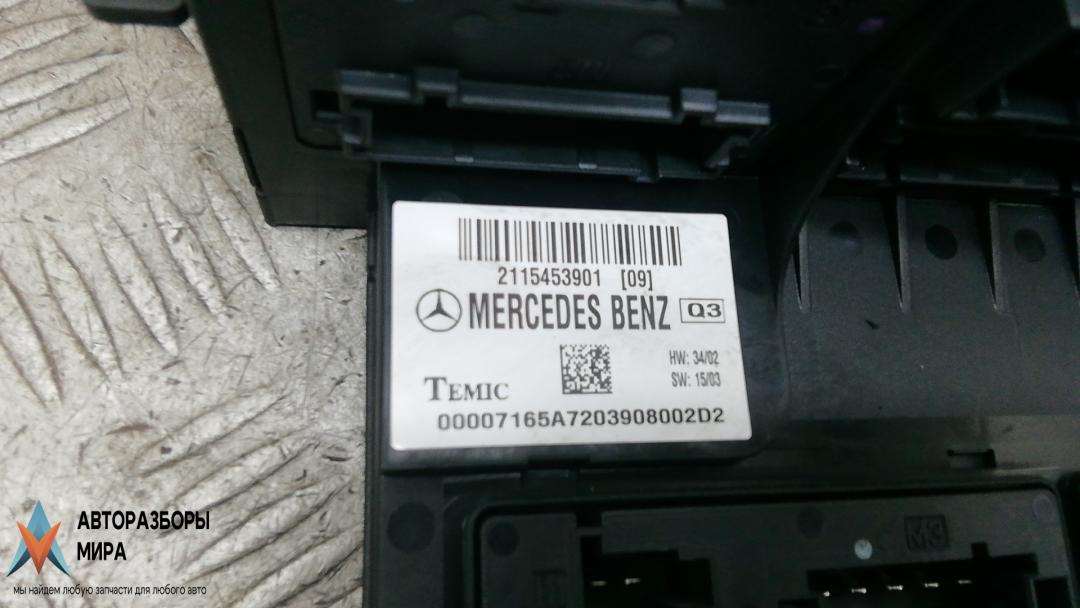 2115453901 [09]
MERCEDES BENZ Q3
HW: 34/02
SW: 15/03
TEMIC
00007165A7203908002D2
M3
АВТОРАЗБОРЫ
МИРА
мы найдем любую запчасти для любого авто